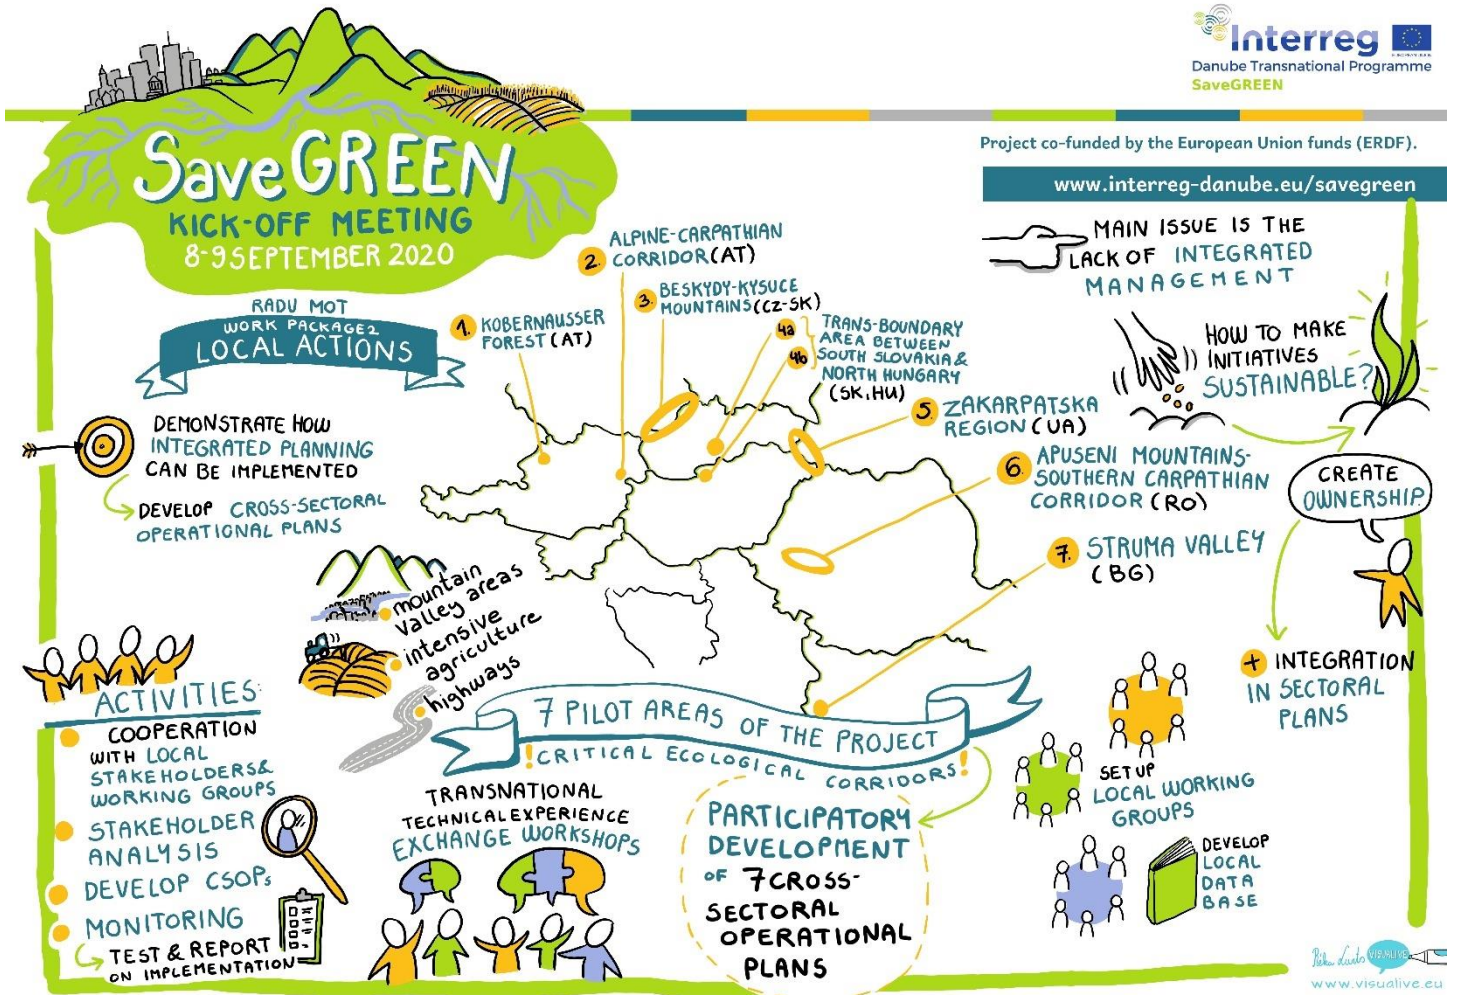 Interreg
Danube Transnational Programme
SaveGREEN
Project co-funded by the European Union funds (ERDF).
www.interreg-danube.eu/savegreen
SaveGREEN
KICK-OFF MEETING
8-9 SEPTEMBER 2020
RADU MOT
WORK PACKAGE 2
LOCAL ACTIONS
DEMONSTRATE HOW
INTEGRATED PLANNING
CAN BE IMPLEMENTED
DEVELOP CROSS-SECTORAL
OPERATIONAL PLANS
1. KOBERNAUSSER
FOREST (AT)
2. ALPINE-CARPATHIAN
CORRIDOR (AT)
3. BESKYDY-KYSUCE
MOUNTAINS (CZ-SK)
4a
4b
TRANS-BOUNDARY
AREA BETWEEN
SOUTH SLOVAKIA &
NORTH HUNGARY
(SK, HU)
5. ZAKARPATSKA
REGION (UA)
6. APUSENI MOUNTAINS-
SOUTHERN CARPATHIAN
CORRIDOR (RO)
7. STRUMA VALLEY
(BG)
MAIN ISSUE IS THE
LACK OF INTEGRATED
MANAGEMENT
HOW TO MAKE
INITIATIVES
SUSTAINABLE?
CREATE
OWNERSHIP
+ INTEGRATION
IN SECTORAL
PLANS
mountain
valley areas
intensive
agriculture
highways
7 PILOT AREAS OF THE PROJECT
! CRITICAL ECOLOGICAL CORRIDORS!
ACTIVITIES:
COOPERATION
WITH LOCAL
STAKEHOLDERS &
WORKING GROUPS
STAKEHOLDER
ANALYSIS
DEVELOP CSOPs
MONITORING
TEST & REPORT
ON IMPLEMENTATION
TRANSNATIONAL
TECHNICAL EXPERIENCE
EXCHANGE WORKSHOPS
PARTICIPATORY
DEVELOPMENT
OF 7 CROSS-
SECTORAL
OPERATIONAL
PLANS
SET UP
LOCAL WORKING
GROUPS
DEVELOP
LOCAL
DATA
BASE
VISUALIVE
www.visualive.eu